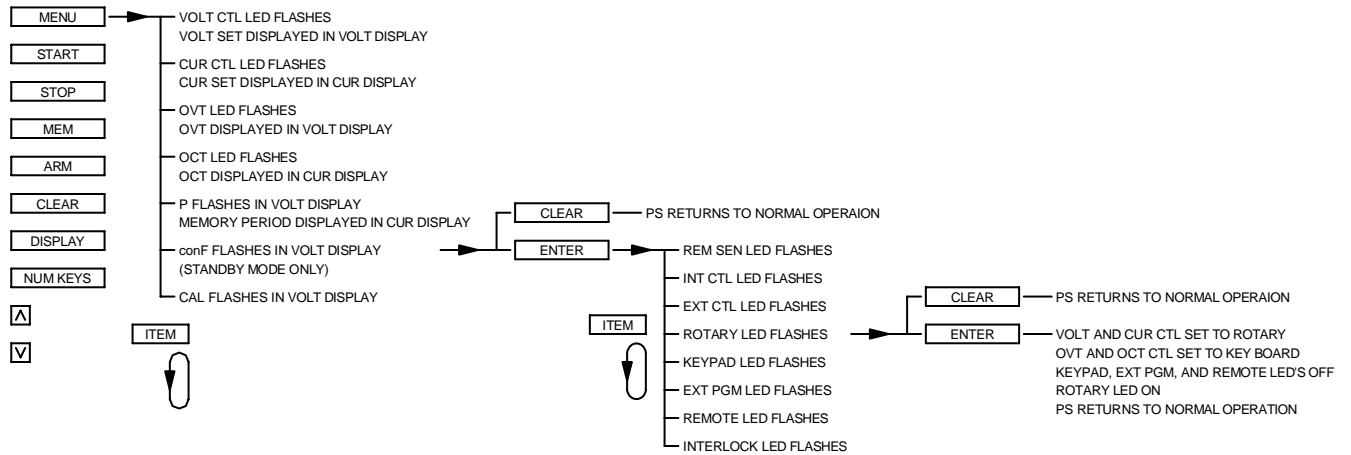 MENU
START
STOP
MEM
ARM
CLEAR
DISPLAY
NUM KEYS
VOLT CTL LED FLASHES
VOLT SET DISPLAYED IN VOLT DISPLAY
CUR CTL LED FLASHES
CUR SET DISPLAYED IN CUR DISPLAY
OVT LED FLASHES
OVT DISPLAYED IN VOLT DISPLAY
OCT LED FLASHES
OCT DISPLAYED IN CUR DISPLAY
P FLASHES IN VOLT DISPLAY
MEMORY PERIOD DISPLAYED IN CUR DISPLAY
conF FLASHES IN VOLT DISPLAY
(STANDBY MODE ONLY)
CAL FLASHES IN VOLT DISPLAY
ITEM
CLEAR
PS RETURNS TO NORMAL OPERAION
ENTER
REM SEN LED FLASHES
INT CTL LED FLASHES
EXT CTL LED FLASHES
ROTARY LED FLASHES
KEYPAD LED FLASHES
EXT PGM LED FLASHES
REMOTE LED FLASHES
INTERLOCK LED FLASHES
ITEM
CLEAR
PS RETURNS TO NORMAL OPERAION
ENTER
VOLT AND CUR CTL SET TO ROTARY
OVT AND OCT CTL SET TO KEY BOARD
KEYPAD, EXT PGM, AND REMOTE LED'S OFF
ROTARY LED ON
PS RETURNS TO NORMAL OPERATION